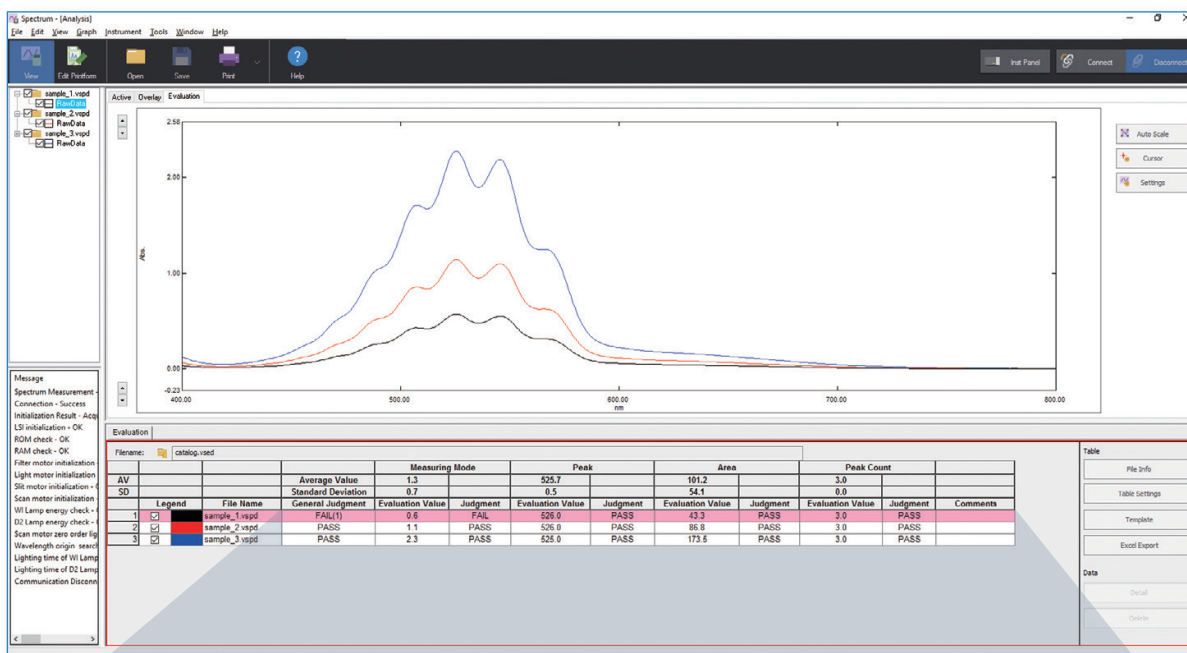 Spectrum - [Analysis]
File Edit View Graph Instrument Tools Window Help
View Edit Printform Open Save Print Help Inst Panel Connect Disconnect
sample_1.vspd
RawData
sample_2.vspd
RawData
sample_3.vspd
RawData
Active Overlay Evaluation
2.58
2.00
1.00
0.00
-0.23
Abs.
400.00 500.00 600.00 700.00 800.00
nm
Auto Scale
Cursor
Settings
Message
Spectrum Measurement -
Connection - Success
Initialization Result - Acqu
LSI initialization - OK
ROM check - OK
RAM check - OK
Filter motor initialization
Light motor initialization
Slit motor initialization -
Scan motor initialization -
WI Lamp energy check -
D2 Lamp energy check -
Scan motor zero order lig
Wavelength origin search
Lighting time of WI Lamp
Lighting time of D2 Lamp
Communication Disconn
Evaluation
Filename: catalog.vsed
Measuring Mode Peak Area Peak Count
AV Average Value 1.3 525.7 101.2 3.0
SD Standard Deviation 0.7 0.5 54.1 0.0
Legend File Name General Judgment Evaluation Value Judgment Evaluation Value Judgment Evaluation Value Judgment Evaluation Value Judgment Comments
1 sample_1.vspd FAIL(1) 0.6 FAIL 526.0 PASS 43.3 PASS 3.0 PASS
2 sample_2.vspd PASS 1.1 PASS 526.0 PASS 86.8 PASS 3.0 PASS
3 sample_3.vspd PASS 2.3 PASS 525.0 PASS 173.5 PASS 3.0 PASS
Table
File Info
Table Settings
Template
Excel Export
Data
Detail
Delete